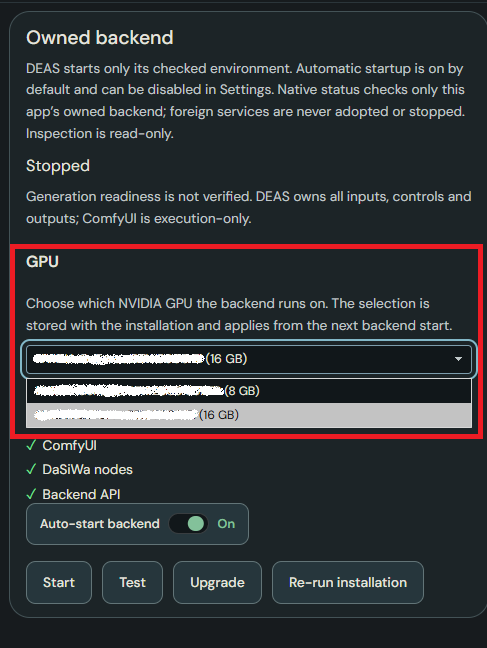 Owned backend
DEAS starts only its checked environment. Automatic startup is on by
default and can be disabled in Settings. Native status checks only this
app's owned backend; foreign services are never adopted or stopped.
Inspection is read-only.
Stopped
Generation readiness is not verified. DEAS owns all inputs, controls and
outputs; ComfyUI is execution-only.
GPU
Choose which NVIDIA GPU the backend runs on. The selection is
stored with the installation and applies from the next backend start.
(16 GB)
(8 GB)
(16 GB)
✓ ComfyUI
✓ DaSiWa nodes
✓ Backend API
Auto-start backend On
Start Test Upgrade Re-run installation